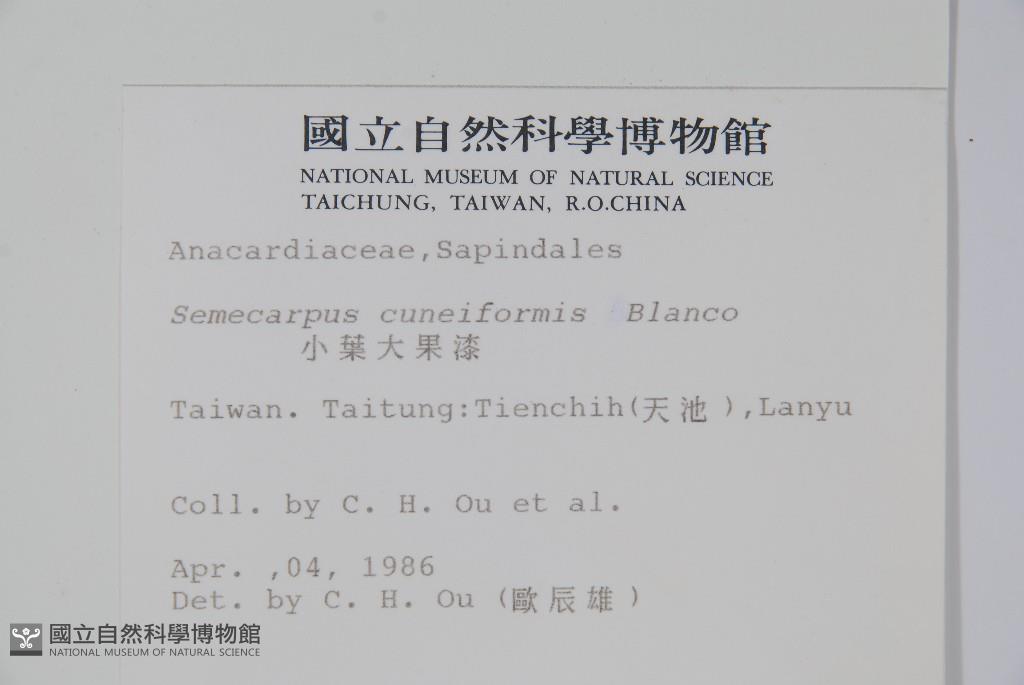 國立自然科學博物館
NATIONAL MUSEUM OF NATURAL SCIENCE
TAICHUNG, TAIWAN, R.O.CHINA
Anacardiaceae,Sapindales
Semecarpus cuneiformis Blanco
小葉大果漆
Taiwan. Taitung:Tienchih(天池),Lanyu
Coll. by C. H. Ou et al.
Apr. ,04, 1986
Det. by C. H. Ou (歐辰雄)
國立自然科學博物館
NATIONAL MUSEUM OF NATURAL SCIENCE